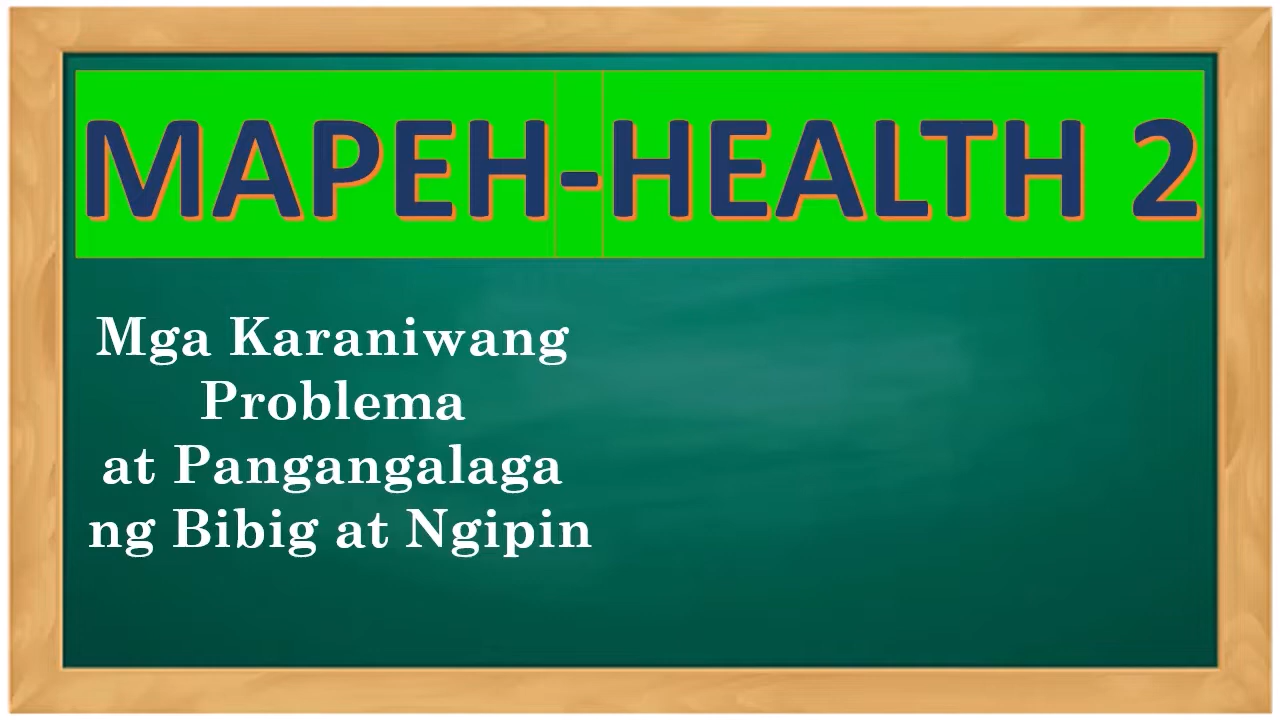 MAPEH-HEALTH 2
Mga Karaniwang
Problema
at Pangangalaga
ng Bibig at Ngipin